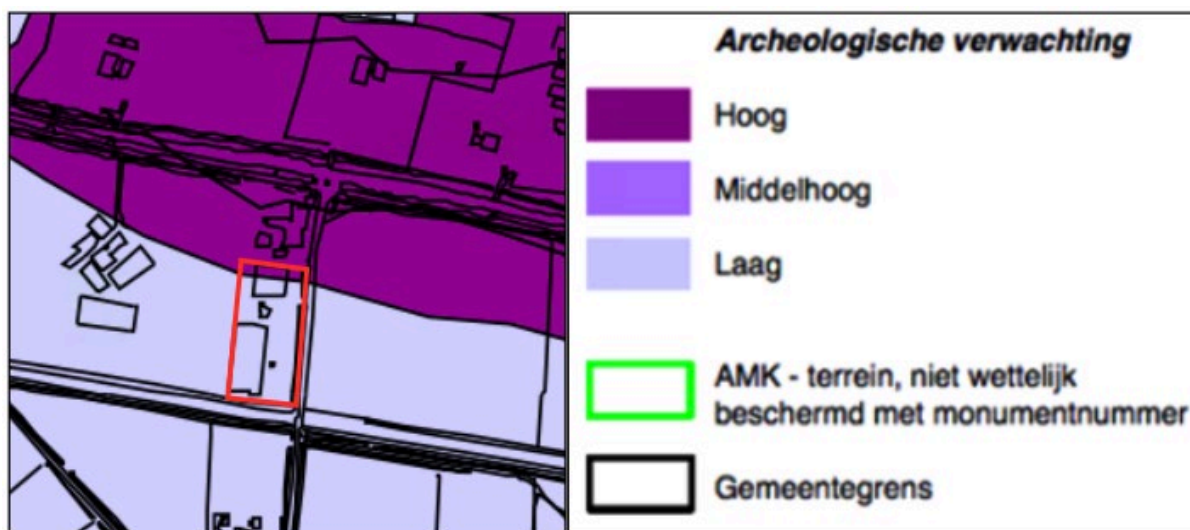 Archeologische verwachting
Hoog
Middelhoog
Laag
AMK - terrein, niet wettelijk
beschermd met monumentnummer
Gemeentegrens